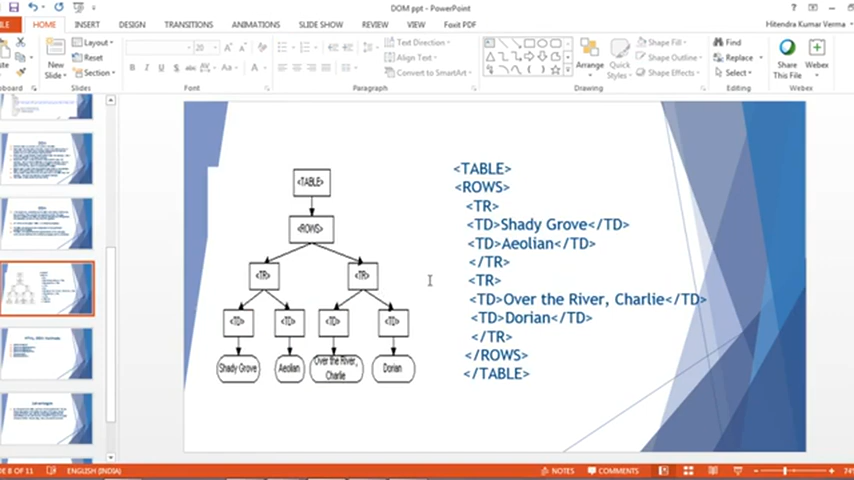 DOM ppt - PowerPoint
FILE HOME INSERT DESIGN TRANSITIONS ANIMATIONS SLIDE SHOW REVIEW VIEW Foxit PDF
Hitendra Kumar Verma
New Slide
Layout
Reset
Section
Slides
20
Font
Text Direction
Align Text
Convert to SmartArt
Paragraph
Arrange
Quick Styles
Shape Fill
Shape Outline
Shape Effects
Drawing
Find
Replace
Select
Editing
Share This File
Webex
Webex
<TABLE>
<ROWS>
<TR> <TR>
<TD> <TD> <TD> <TD>
Shady Grove Aeolian Over the River, Charlie Dorian
<TABLE>
<ROWS>
<TR>
<TD>Shady Grove</TD>
<TD>Aeolian</TD>
</TR>
<TR>
<TD>Over the River, Charlie</TD>
<TD>Dorian</TD>
</TR>
</ROWS>
</TABLE>
8 OF 11 ENGLISH (INDIA) NOTES COMMENTS